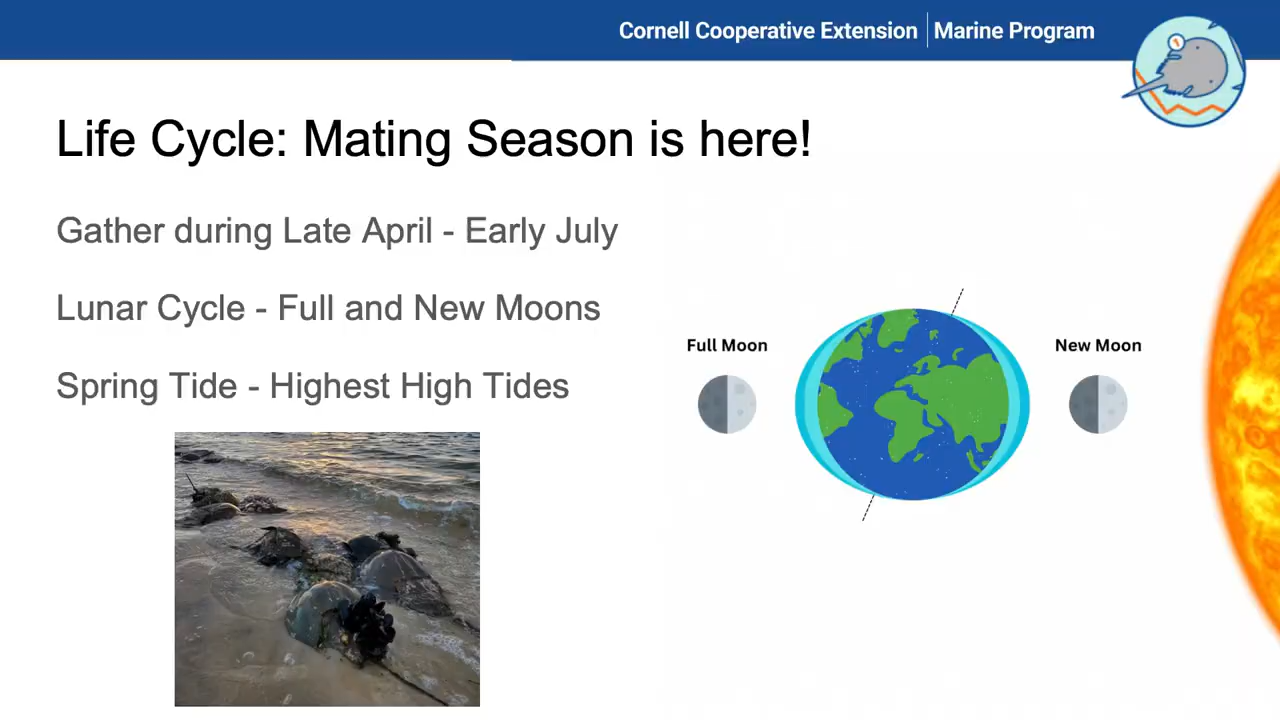 Cornell Cooperative Extension | Marine Program
Life Cycle: Mating Season is here!
Gather during Late April - Early July
Lunar Cycle - Full and New Moons
Spring Tide - Highest High Tides
Full Moon
New Moon